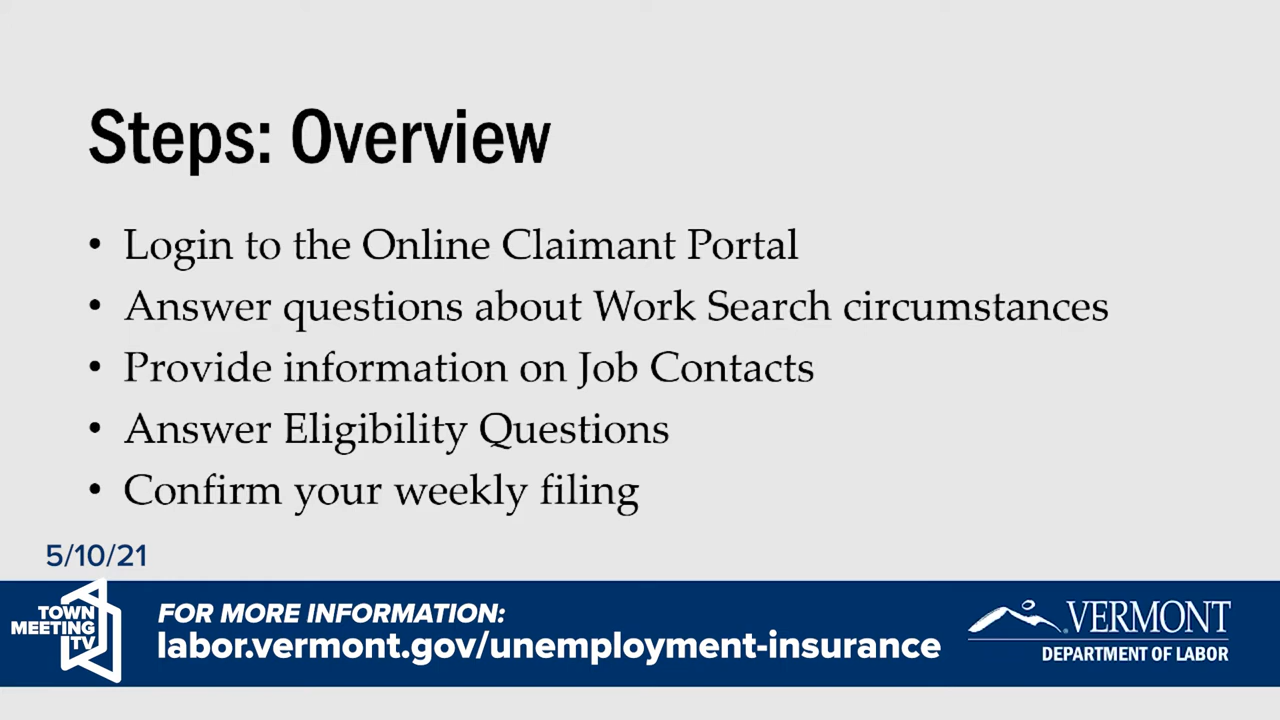 Steps: Overview
• Login to the Online Claimant Portal
• Answer questions about Work Search circumstances
• Provide information on Job Contacts
• Answer Eligibility Questions
• Confirm your weekly filing
5/10/21
TOWN
MEETING
TV
FOR MORE INFORMATION:
labor.vermont.gov/unemployment-insurance
VERMONT
DEPARTMENT OF LABOR